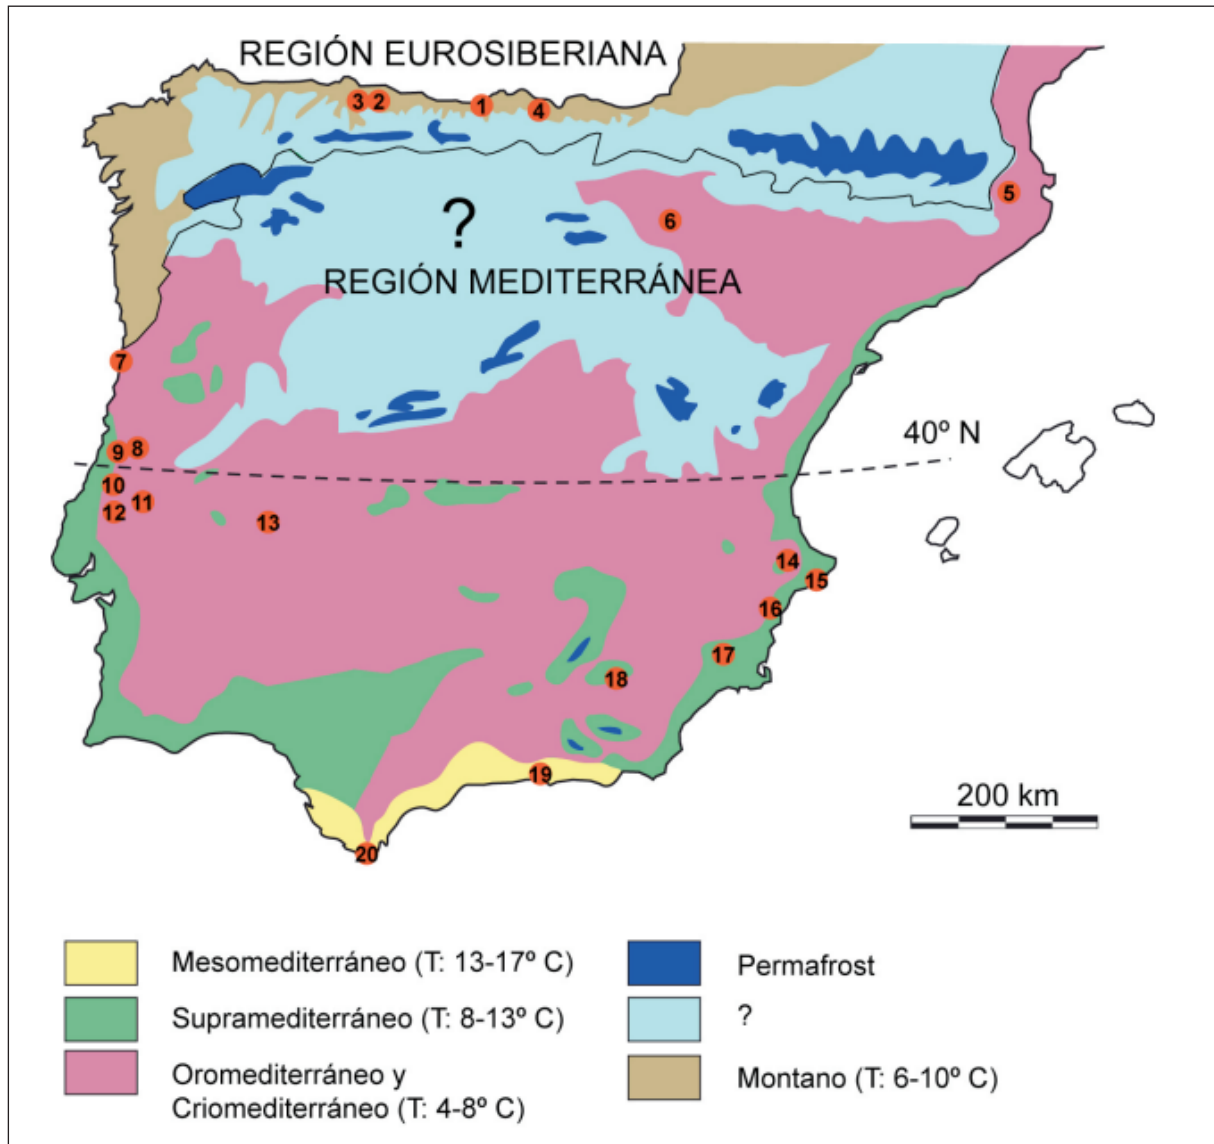 REGIÓN EUROSIBERIANA
3 2 1 4
5
6
?
REGIÓN MEDITERRÁNEA
7
40º N
9 8
10
11
12
13
14
15
16
17
18
19
20
200 km
Mesomediterráneo (T: 13-17º C)
Supramediterráneo (T: 8-13º C)
Oromediterráneo y
Criomediterráneo (T: 4-8º C)
Permafrost
?
Montano (T: 6-10º C)